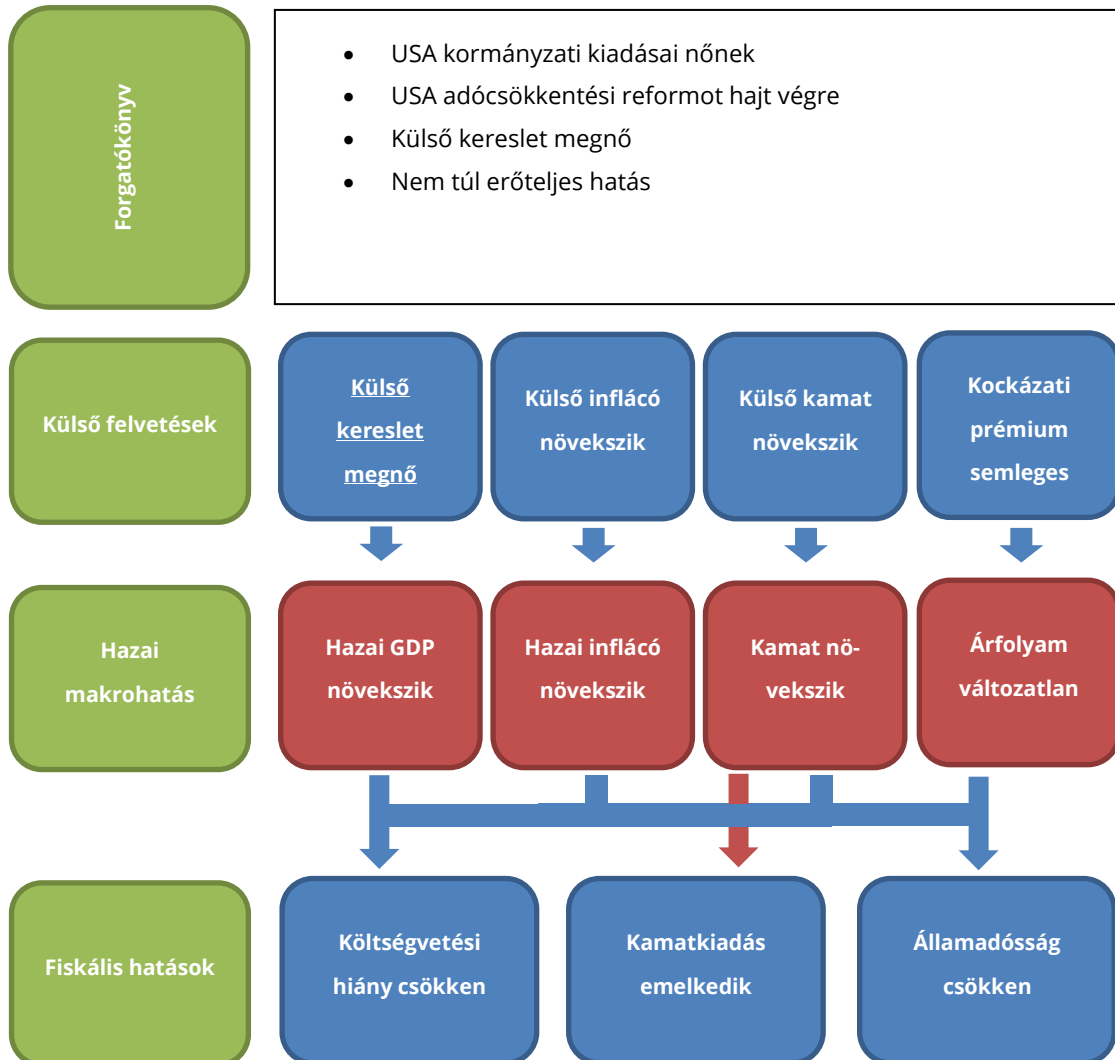 Forgatókönyv
• USA kormányzati kiadásai nőnek
• USA adócsökkentési reformot hajt végre
• Külső kereslet megnő
• Nem túl erőteljes hatás
Külső felvetések
Külső
kereslet
megnő
Külső inflácó
növekszik
Külső kamat
növekszik
Kockázati
prémium
semleges
Hazai
makrohatás
Hazai GDP
növekszik
Hazai inflácó
növekszik
Kamat nö-
vekszik
Árfolyam
változatlan
Fiskális hatások
Költségvetési
hiány csökken
Kamatkiadás
emelkedik
Államadósság
csökken